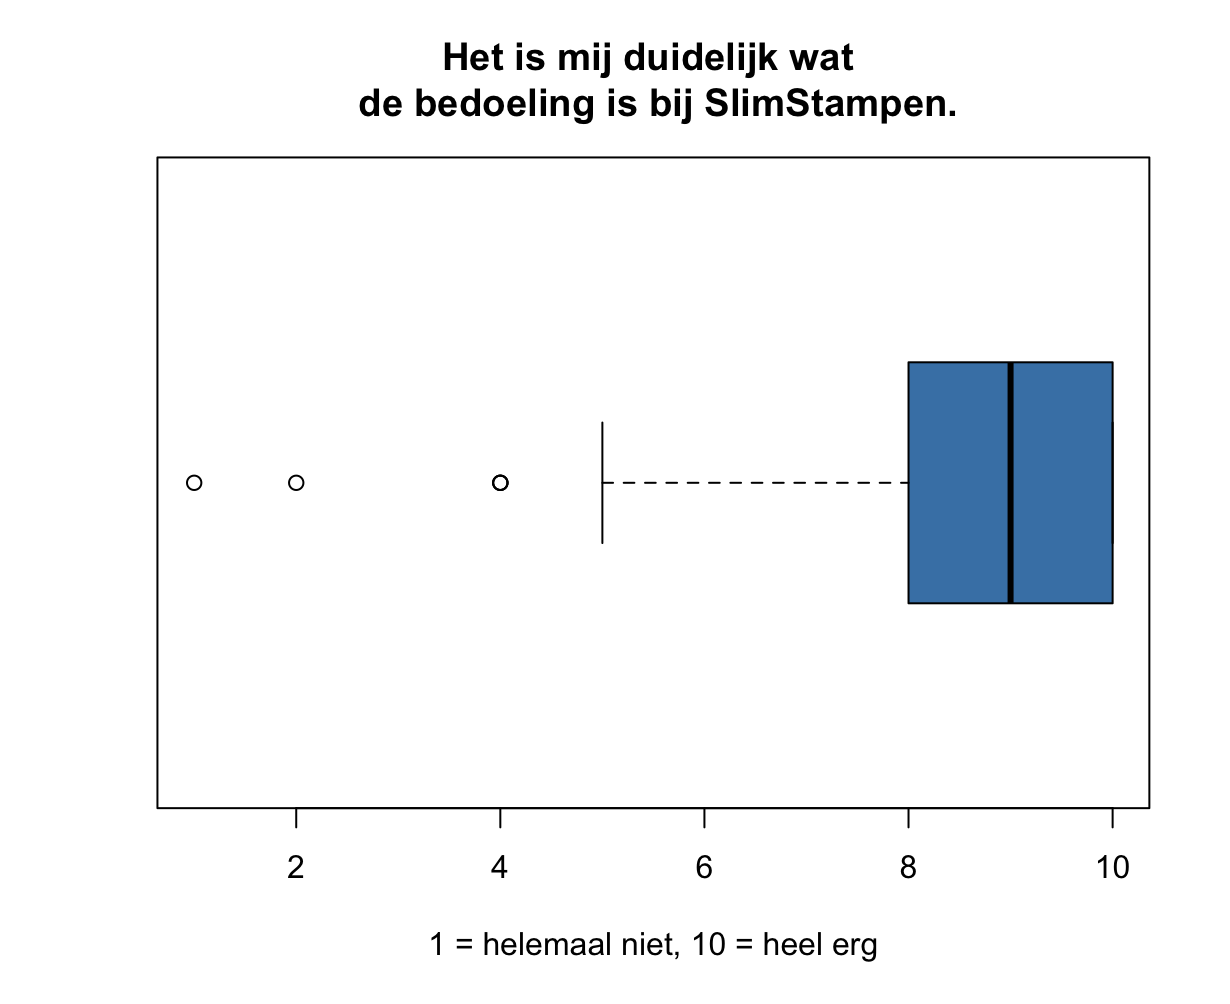 Het is mij duidelijk wat
de bedoeling is bij SlimStampen.
2 4 6 8 10
1 = helemaal niet, 10 = heel erg